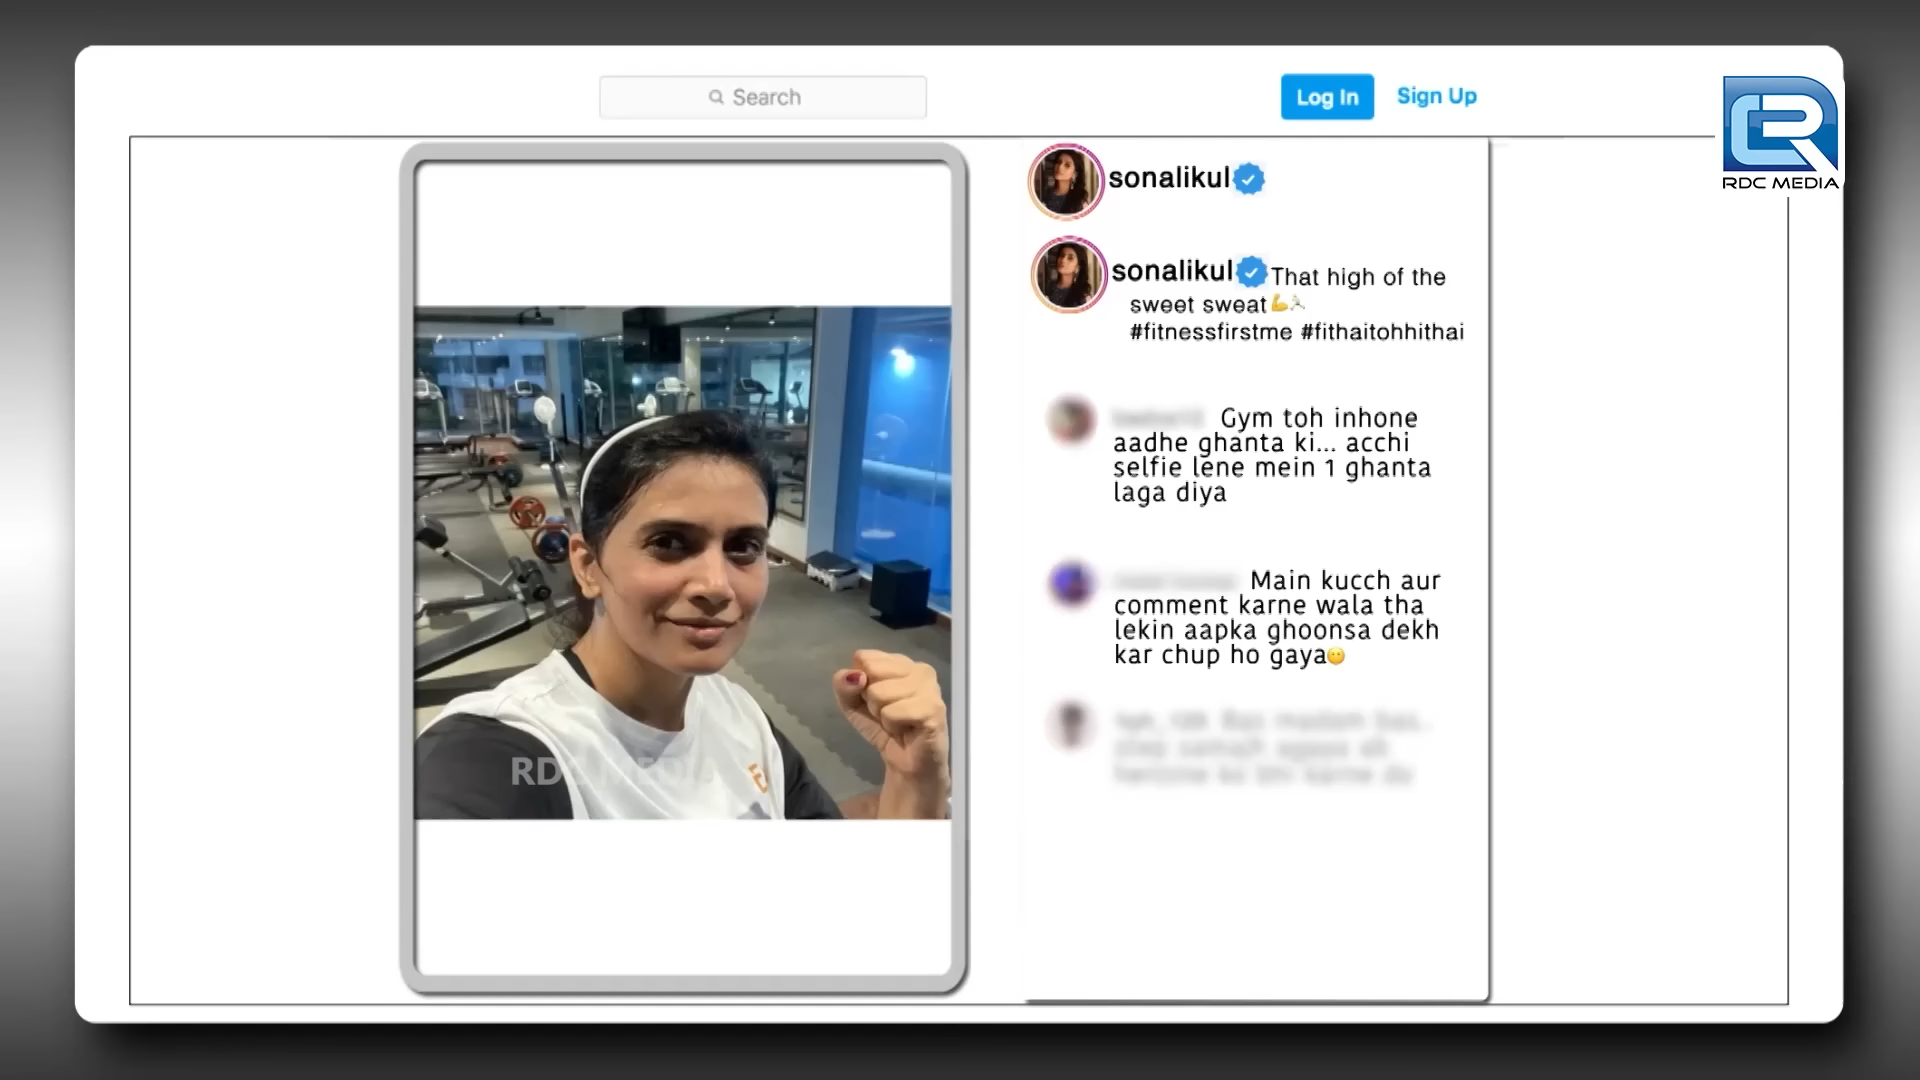 Search
Log In
Sign Up
RDC MEDIA
sonalikul
sonalikul That high of the
sweet sweat💪🏃
#fitnessfirstme #fithaitohhithai
Gym toh inhone
aadhe ghanta ki... acchi
selfie lene mein 1 ghanta
laga diya
Main kucch aur
comment karne wala tha
lekin aapka ghoonsa dekh
kar chup ho gaya😶
RDC MEDIA